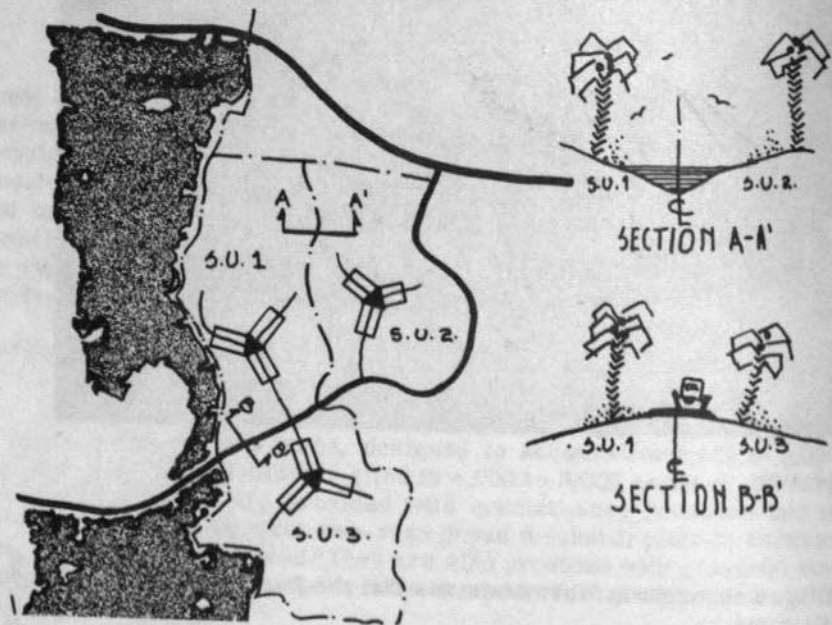 A A'
S.U.1
S.U.2.
B
B'
S.U.3.
S.U.1 S.U.2.
℄
SECTION A-A'
S.U.1 S.U.3
℄
SECTION B-B'